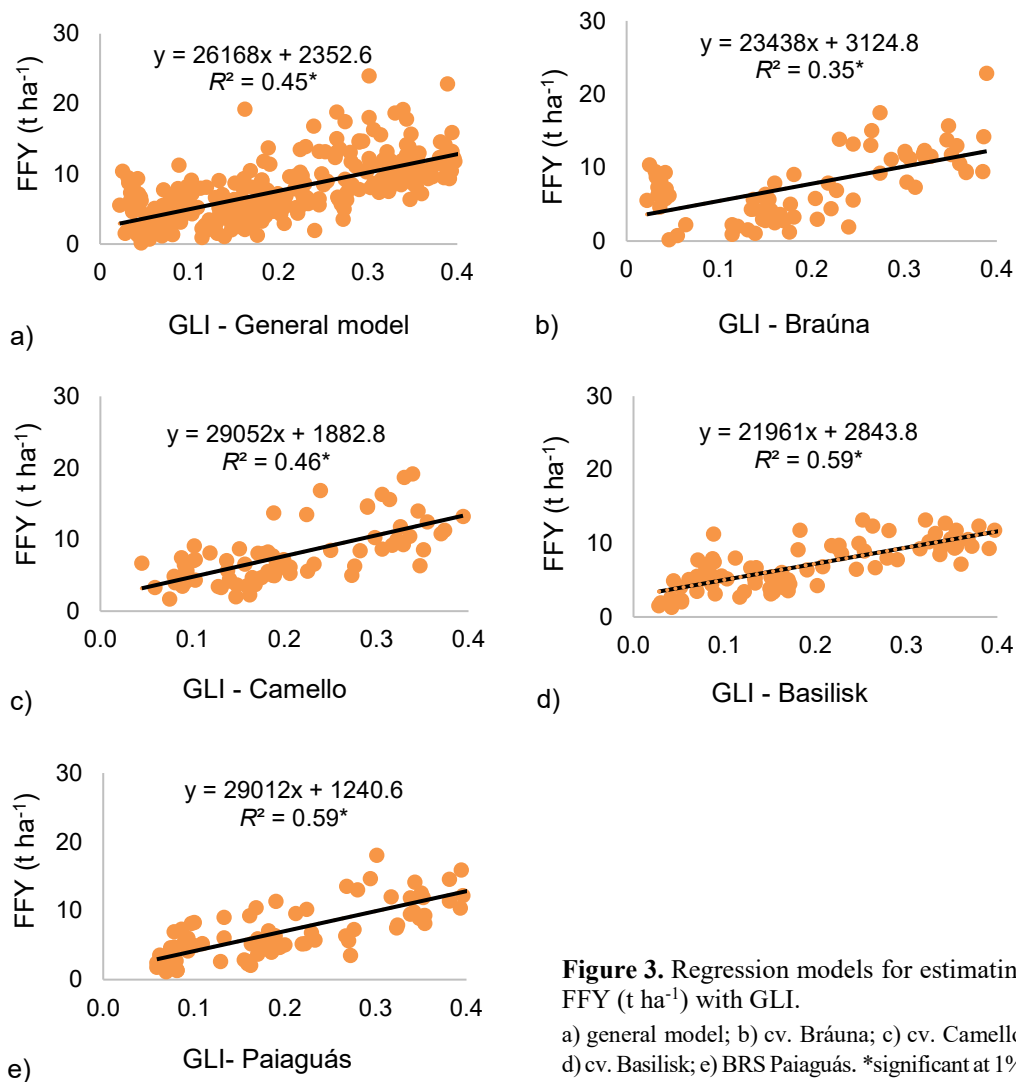 FFY (t ha⁻¹)
30
20
10
0
y = 26168x + 2352.6
R² = 0.45*
0 0.1 0.2 0.3 0.4
a) GLI - General model
FFY (t ha⁻¹)
30
20
10
0
y = 23438x + 3124.8
R² = 0.35*
0 0.1 0.2 0.3 0.4
b) GLI - Braúna
FFY ( t ha⁻¹)
30
20
10
0
y = 29052x + 1882.8
R² = 0.46*
0.0 0.1 0.2 0.3 0.4
c) GLI - Camello
FFY (t ha⁻¹)
30
20
10
0
y = 21961x + 2843.8
R² = 0.59*
0.0 0.1 0.2 0.3 0.4
d) GLI - Basilisk
FFY (t ha⁻¹)
30
20
10
0
y = 29012x + 1240.6
R² = 0.59*
0.0 0.1 0.2 0.3 0.4
e) GLI- Paiaguás
Figure 3. Regression models for estimatin
FFY (t ha⁻¹) with GLI.
a) general model; b) cv. Bráuna; c) cv. Camello
d) cv. Basilisk; e) BRS Paiaguás. *significant at 1%